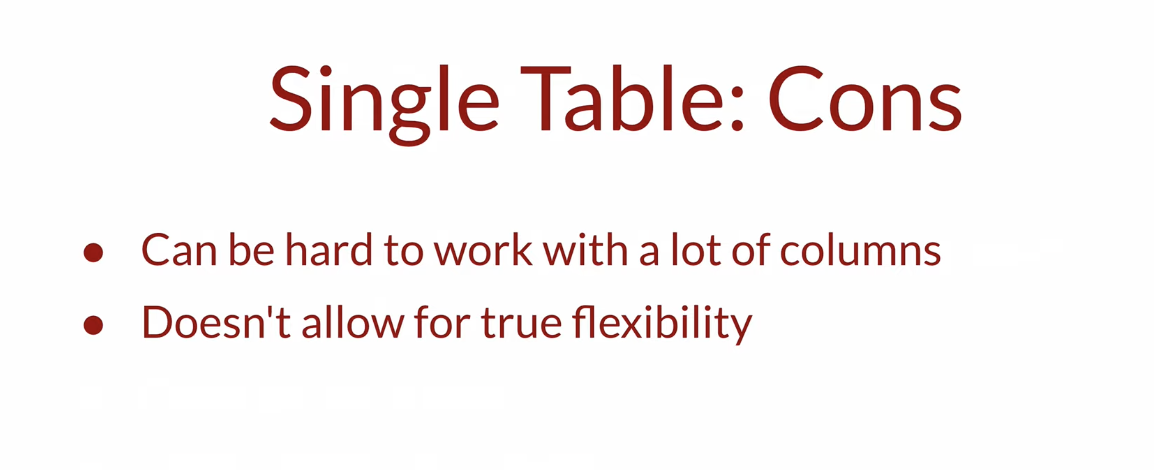 Single Table: Cons
● Can be hard to work with a lot of columns
● Doesn't allow for true flexibility